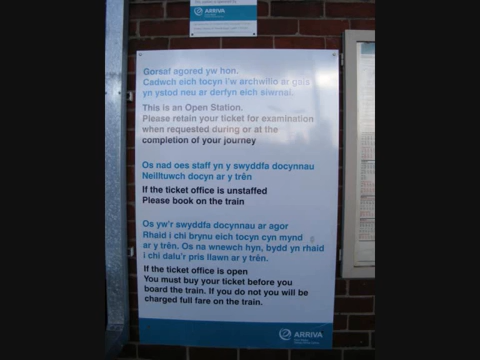 ARRIVA
Gorsaf agored yw hon.
Cadwch eich tocyn i'w archwilio ar gais
yn ystod neu ar derfyn eich siwrnai.
This is an Open Station.
Please retain your ticket for examination
when requested during or at the
completion of your journey
Os nad oes staff yn y swyddfa docynnau
Neilltuwch docyn ar y trên
If the ticket office is unstaffed
Please book on the train
Os yw'r swyddfa docynnau ar agor
Rhaid i chi brynu eich tocyn cyn mynd
ar y trên. Os na wnewch hyn, bydd yn rhaid
i chi dalu'r pris llawn ar y trên.
If the ticket office is open
You must buy your ticket before you
board the train. If you do not you will be
charged full fare on the train.
ARRIVA